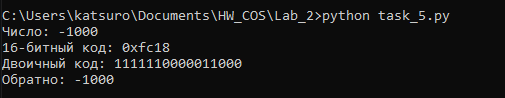 C:\Users\katsuro\Documents\HW_COS\Lab_2>python task_5.py
Число: -1000
16-битный код: 0xfc18
Двоичный код: 1111110000011000
Обратно: -1000